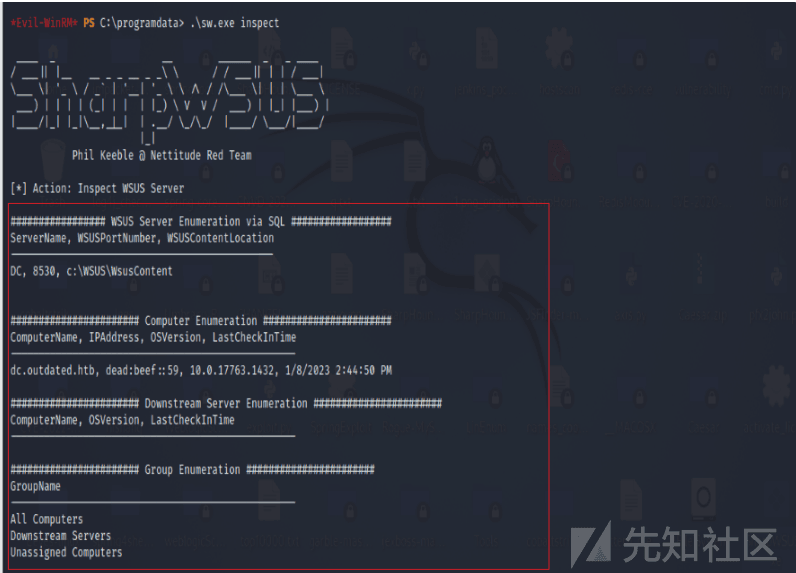 *Evil-WinRM* PS C:\programdata> .\sw.exe inspect
SharpWSUS
Phil Keeble @ Nettitude Red Team
[*] Action: Inspect WSUS Server
################# WSUS Server Enumeration via SQL ##################
ServerName, WSUSPortNumber, WSUSContentLocation
-----------------------------------------------
DC, 8530, c:\WSUS\WsusContent
####################### Computer Enumeration #######################
ComputerName, IPAddress, OSVersion, LastCheckInTime
---------------------------------------------------
dc.outdated.htb, dead:beef::59, 10.0.17763.1432, 1/8/2023 2:44:50 PM
####################### Downstream Server Enumeration #######################
ComputerName, OSVersion, LastCheckInTime
---------------------------------------------------
####################### Group Enumeration #######################
GroupName
---------------------------------------------------
All Computers
Downstream Servers
Unassigned Computers
先知社区